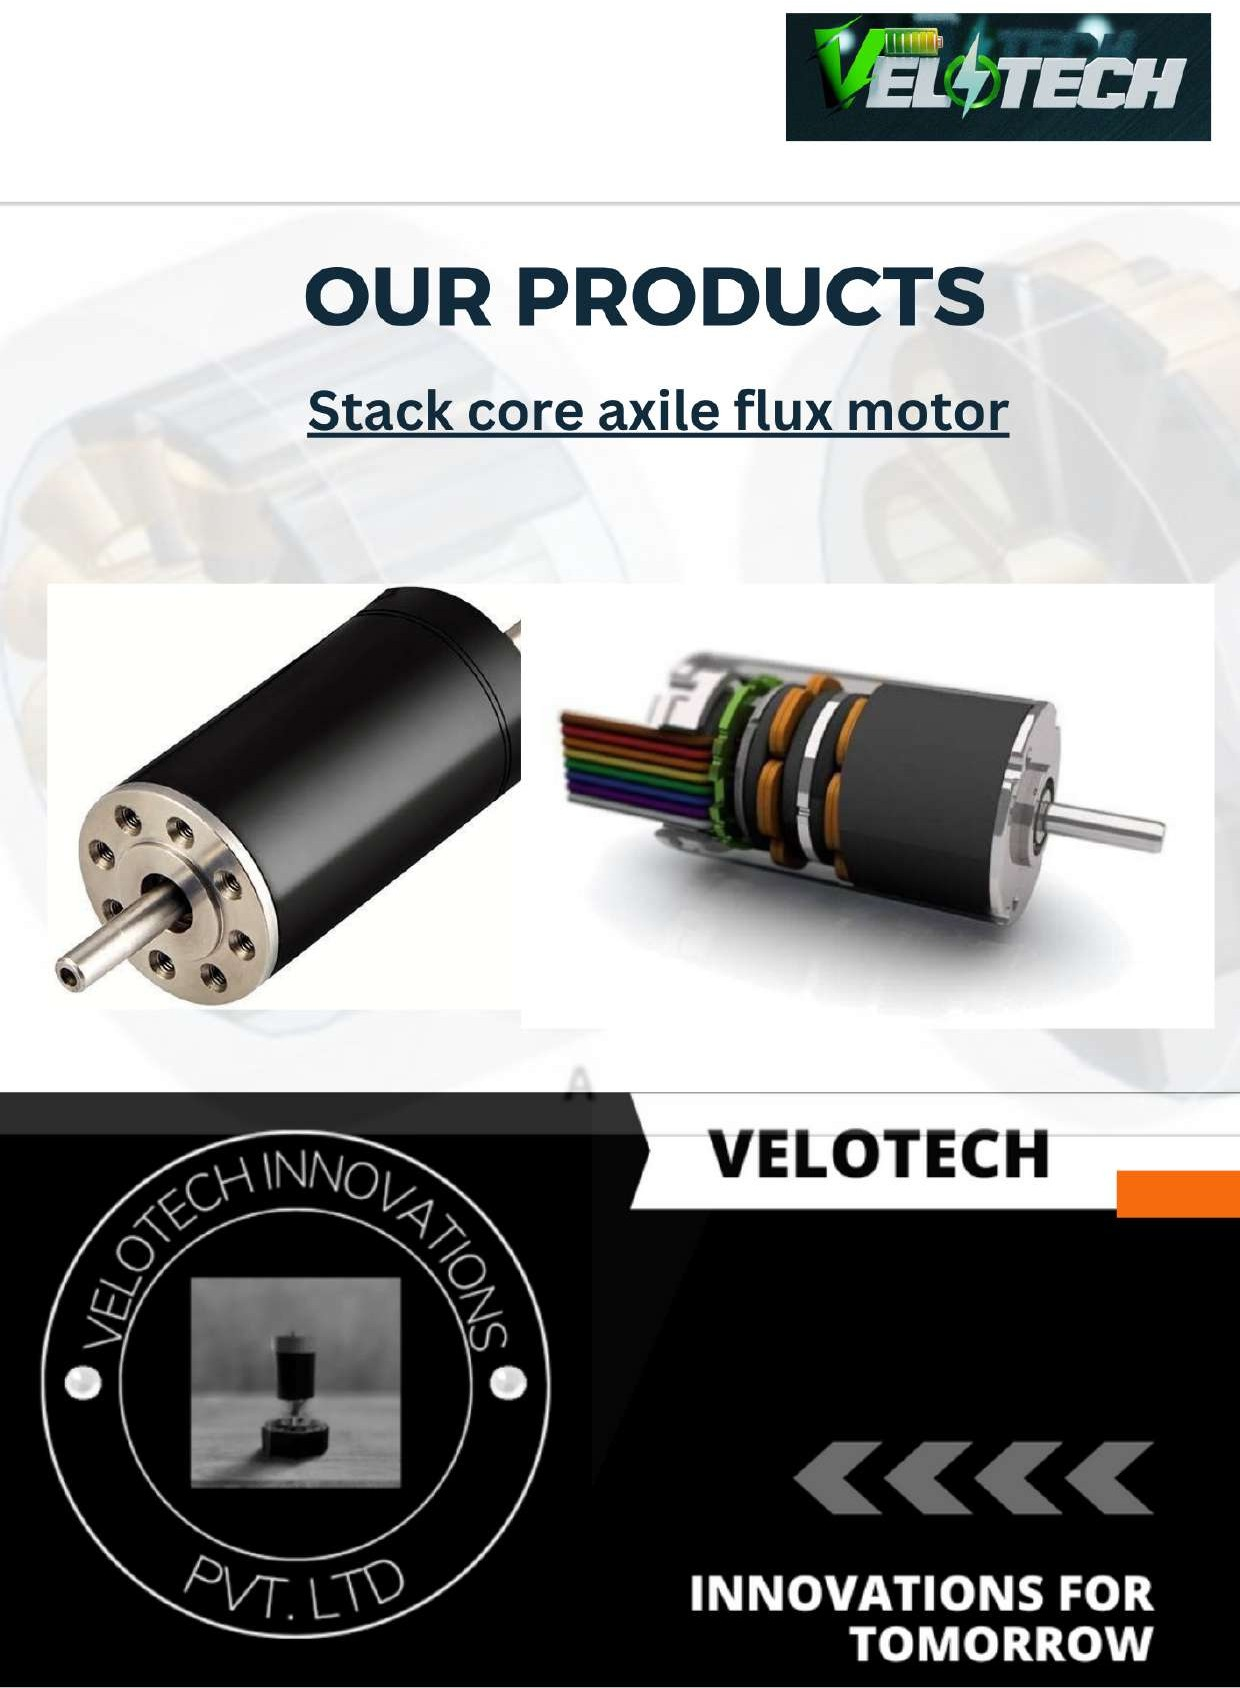 VELOTECH
OUR PRODUCTS
Stack core axile flux motor
A
VELOTECH
VELOTECH INNOVATIONS
PVT. LTD
INNOVATIONS FOR
TOMORROW